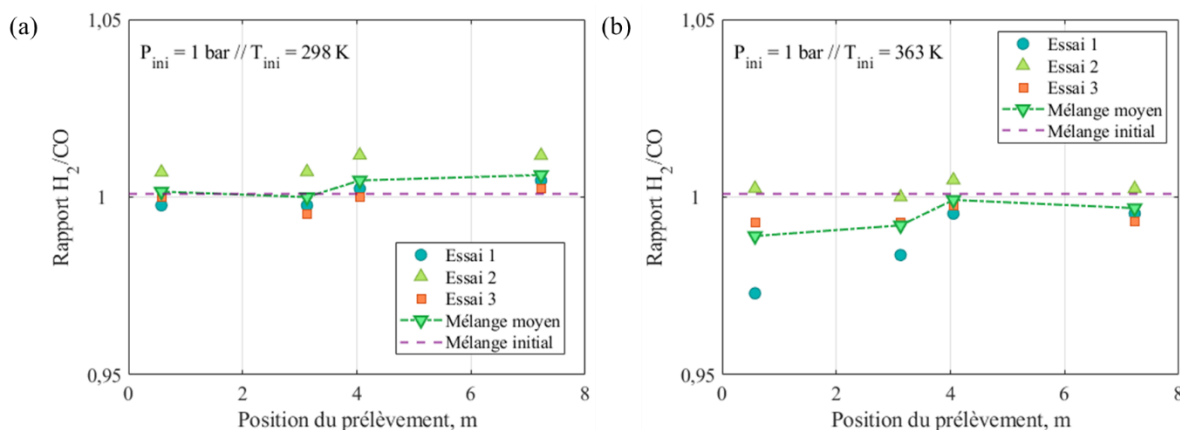 (a)
1,05
P_ini = 1 bar // T_ini = 298 K
Rapport H_2/CO
1
Essai 1
Essai 2
Essai 3
Mélange moyen
Mélange initial
0,95
0 2 4 6 8
Position du prélèvement, m
(b)
1,05
P_ini = 1 bar // T_ini = 363 K
Essai 1
Essai 2
Essai 3
Mélange moyen
Mélange initial
Rapport H_2/CO
1
0,95
0 2 4 6 8
Position du prélèvement, m